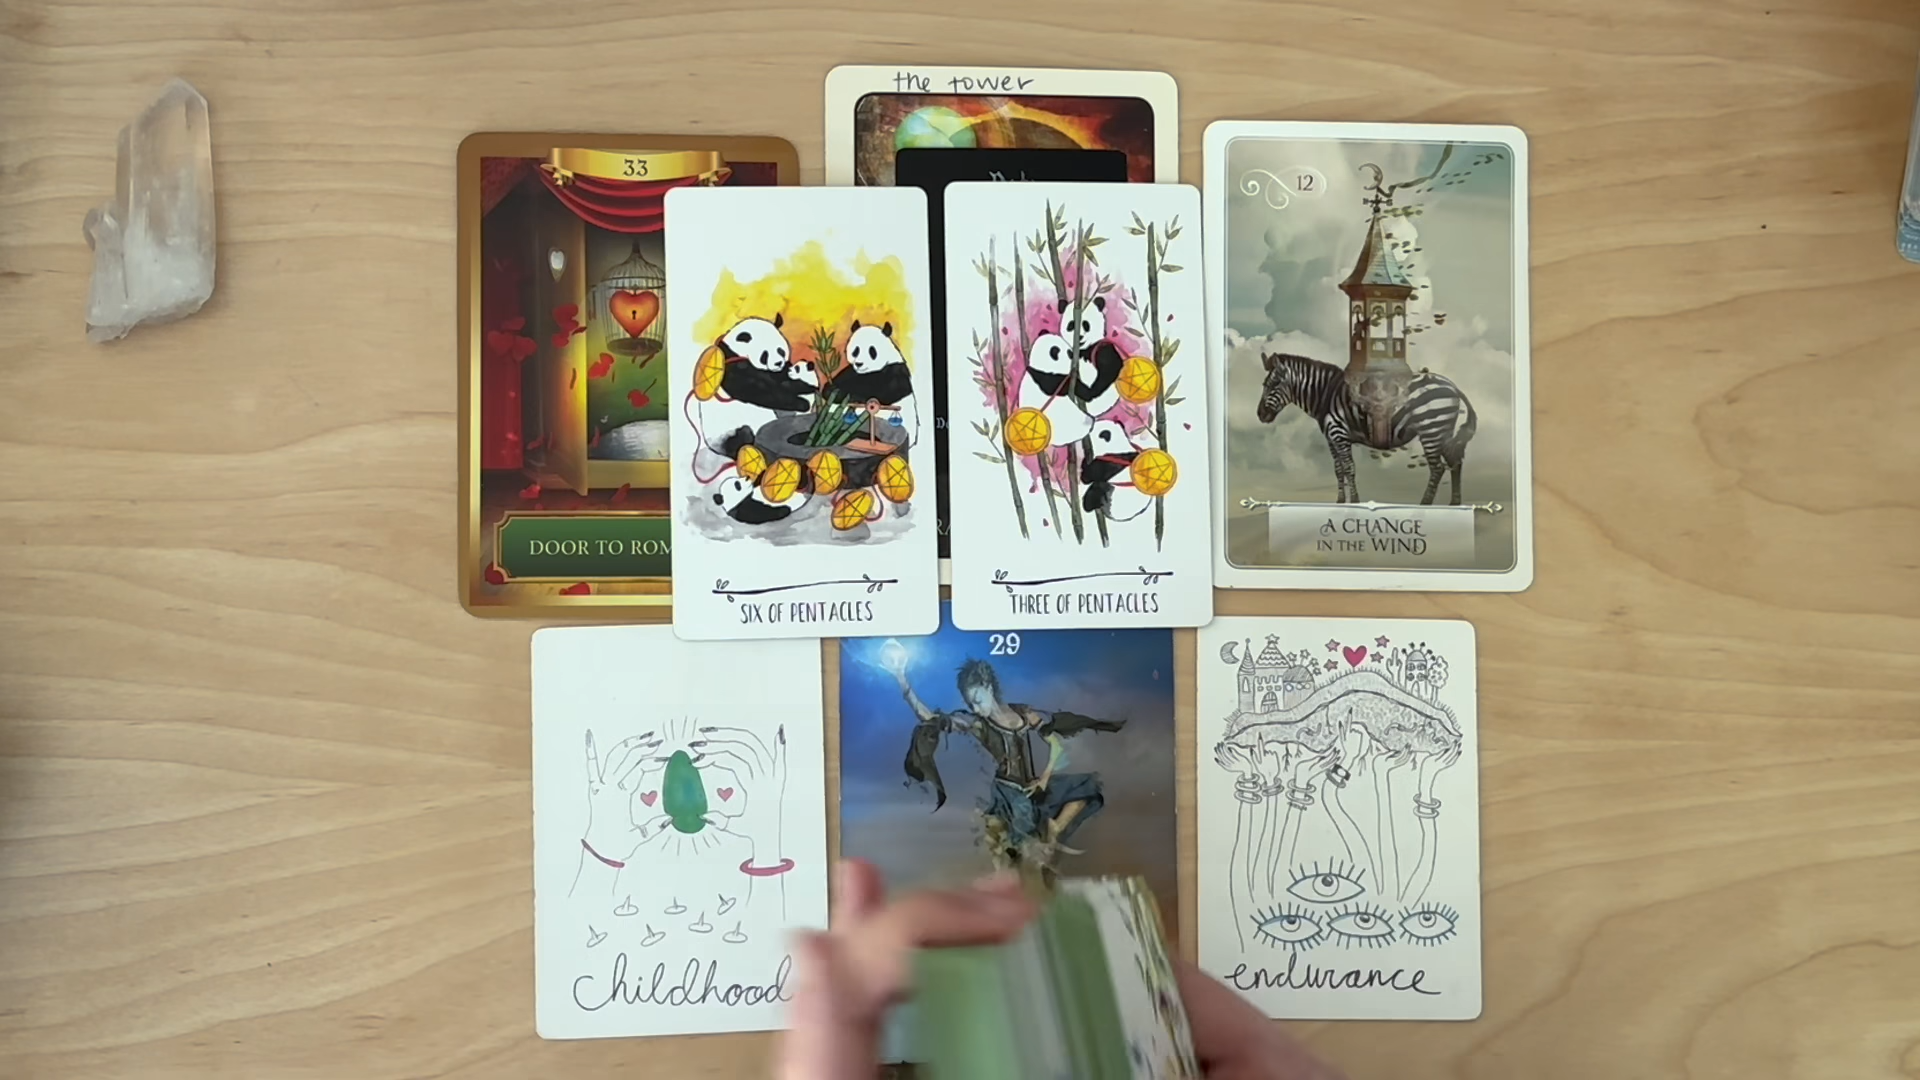 the tower
33
12
DOOR TO ROM
A CHANGE
IN THE WIND
SIX OF PENTACLES
THREE OF PENTACLES
29
childhood
endurance